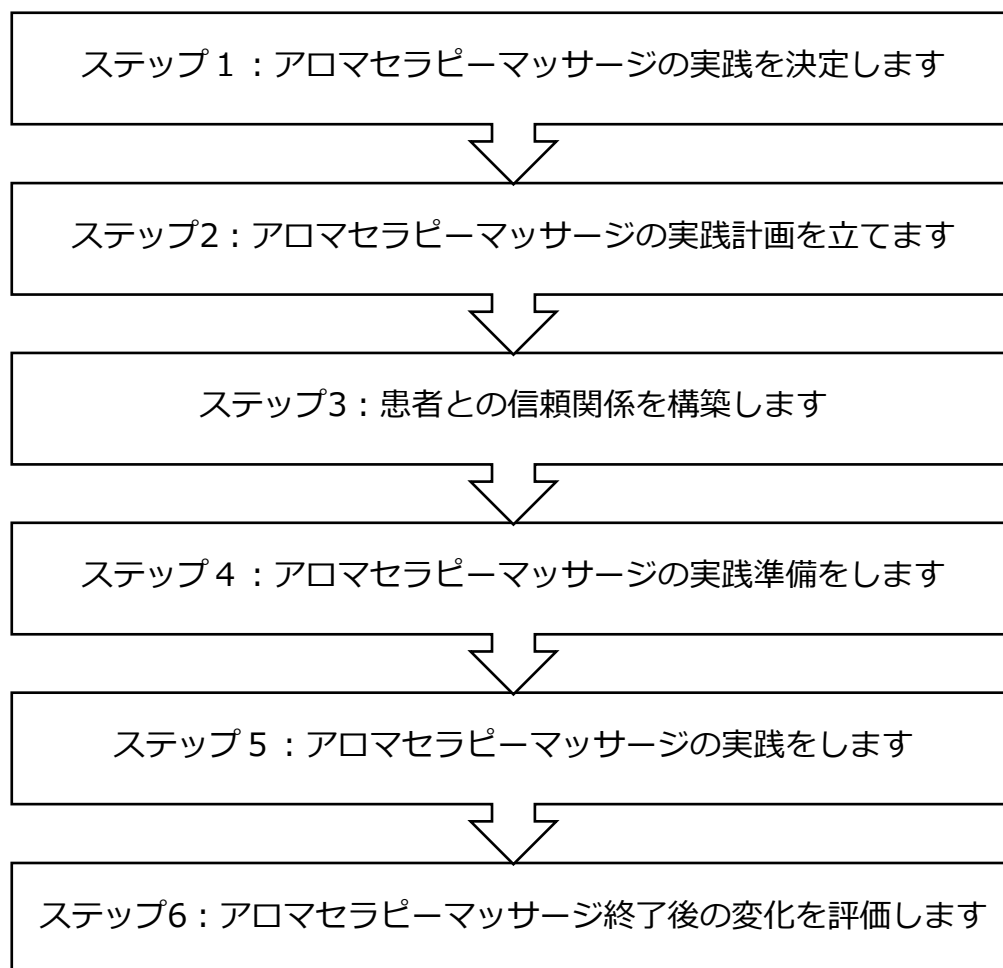 ステップ１：アロマセラピーマッサージの実践を決定します
ステップ2：アロマセラピーマッサージの実践計画を立てます
ステップ3：患者との信頼関係を構築します
ステップ４：アロマセラピーマッサージの実践準備をします
ステップ５：アロマセラピーマッサージの実践をします
ステップ6：アロマセラピーマッサージ終了後の変化を評価します